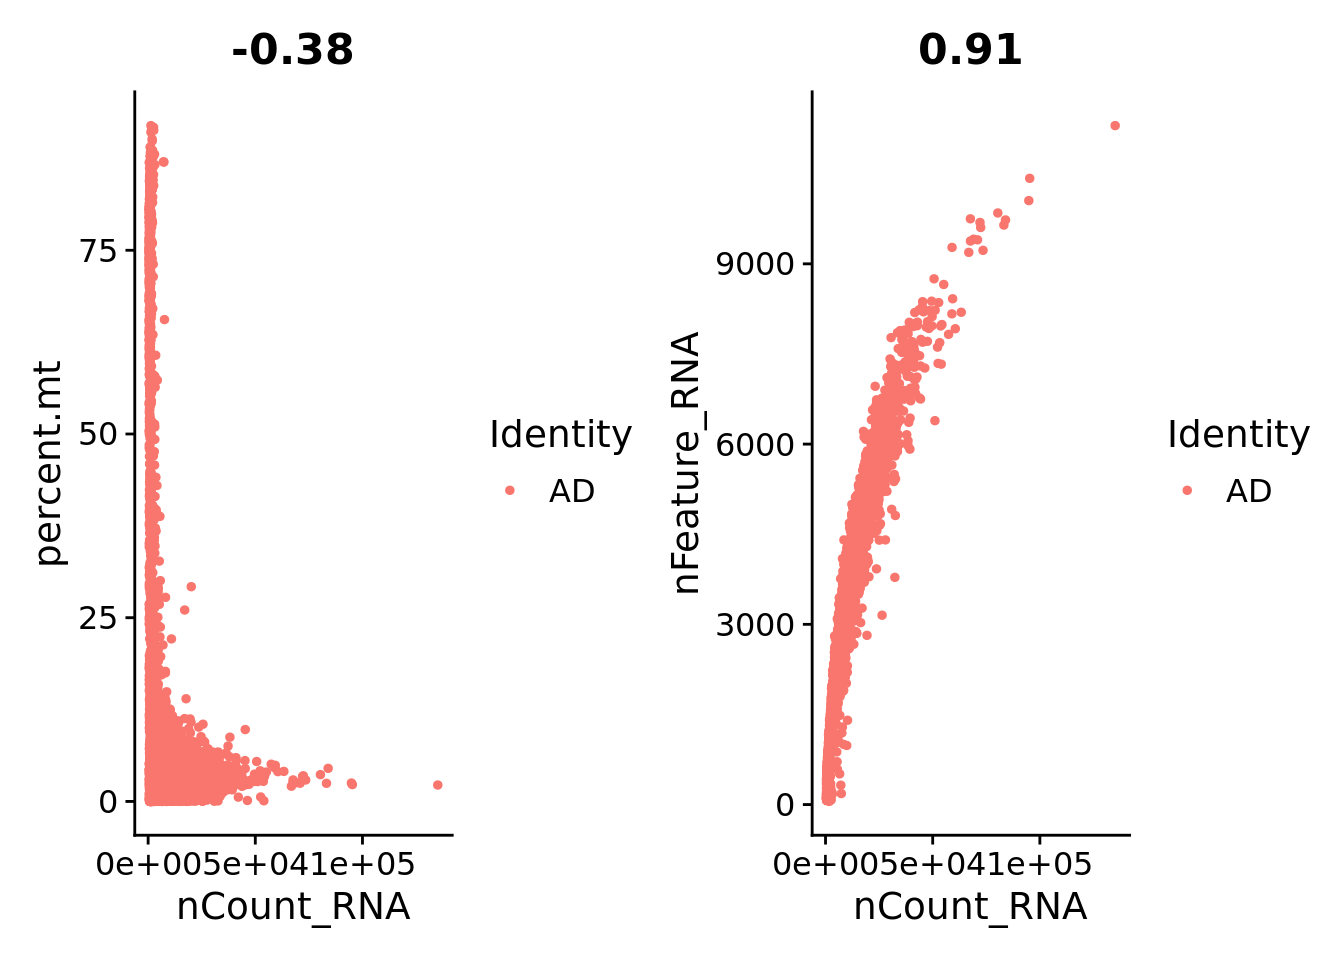 -0.38
percent.mt
75
50
25
0
0e+005e+041e+05
nCount_RNA
Identity
AD
0.91
nFeature_RNA
9000
6000
3000
0
0e+005e+041e+05
nCount_RNA
Identity
AD